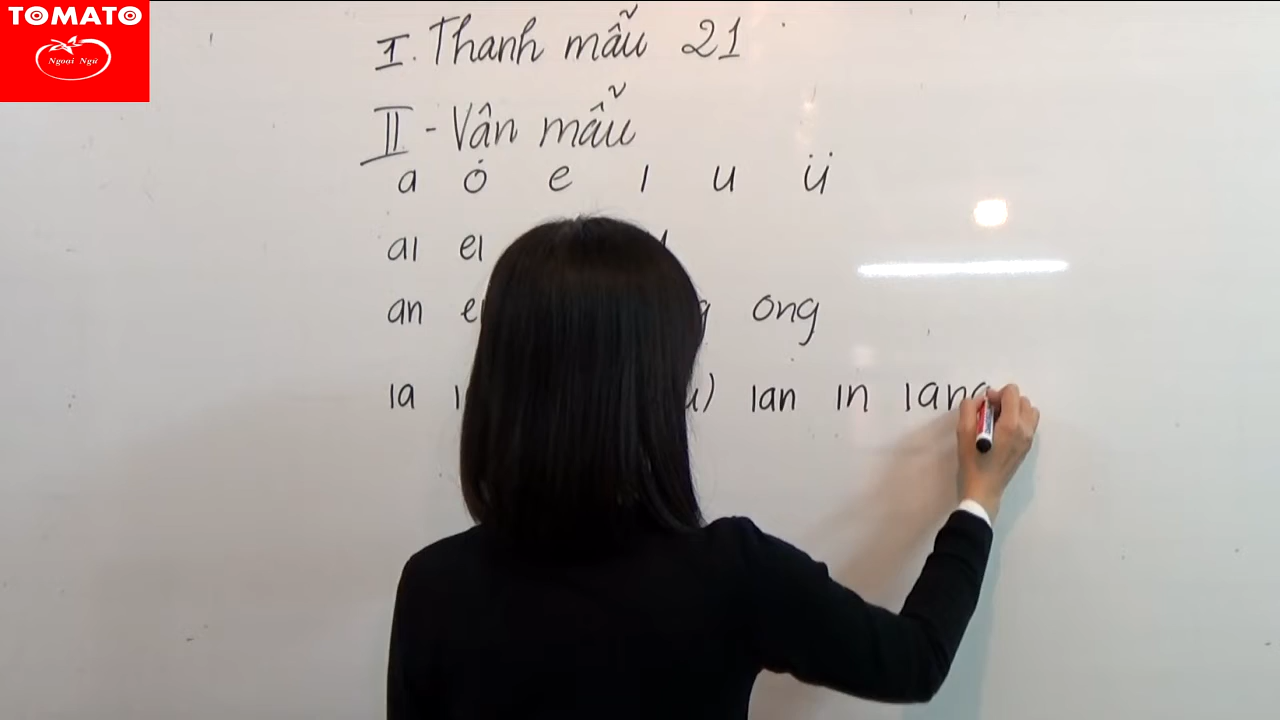 TOMATO
Ngoại Ngữ
I. Thanh mẫu 21
II - Vận mẫu
a o e i u ü
ai ei
an ong
ia ian in iang